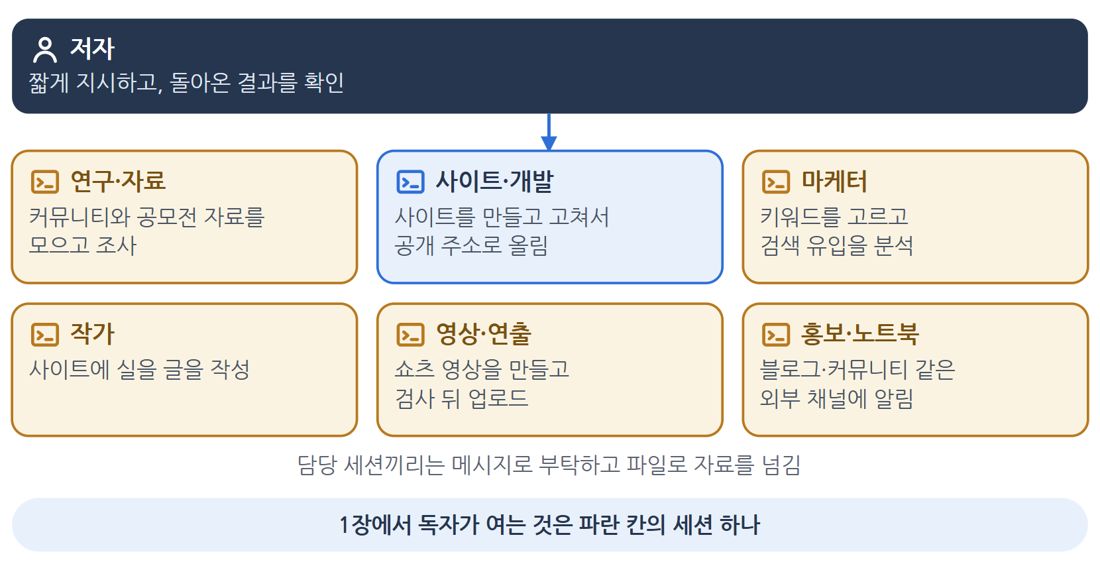 저자
짧게 지시하고, 돌아온 결과를 확인
연구·자료
커뮤니티와 공모전 자료를
모으고 조사
사이트·개발
사이트를 만들고 고쳐서
공개 주소로 올림
마케터
키워드를 고르고
검색 유입을 분석
작가
사이트에 실을 글을 작성
영상·연출
쇼츠 영상을 만들고
검사 뒤 업로드
홍보·노트북
블로그·커뮤니티 같은
외부 채널에 알림
담당 세션끼리는 메시지로 부탁하고 파일로 자료를 넘김
1장에서 독자가 여는 것은 파란 칸의 세션 하나